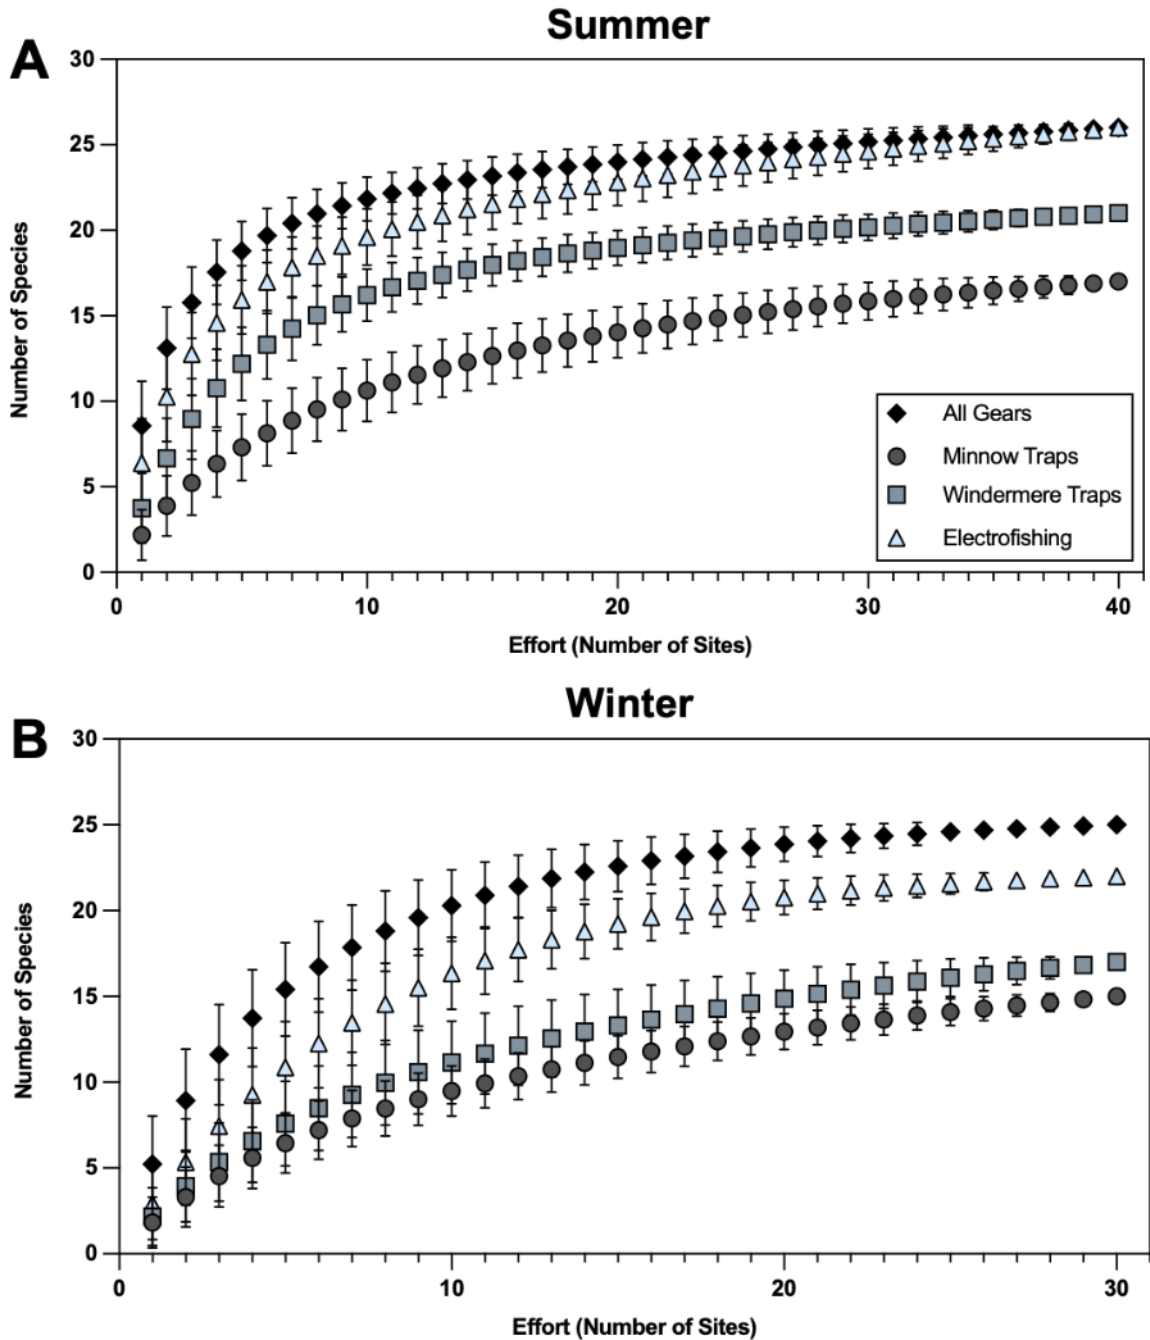 Summer
A
30
25
20
15
10
5
0
Number of Species
All Gears
Minnow Traps
Windermere Traps
Electrofishing
0 10 20 30 40
Effort (Number of Sites)
Winter
B
30
25
20
15
10
5
0
Number of Species
0 10 20 30
Effort (Number of Sites)